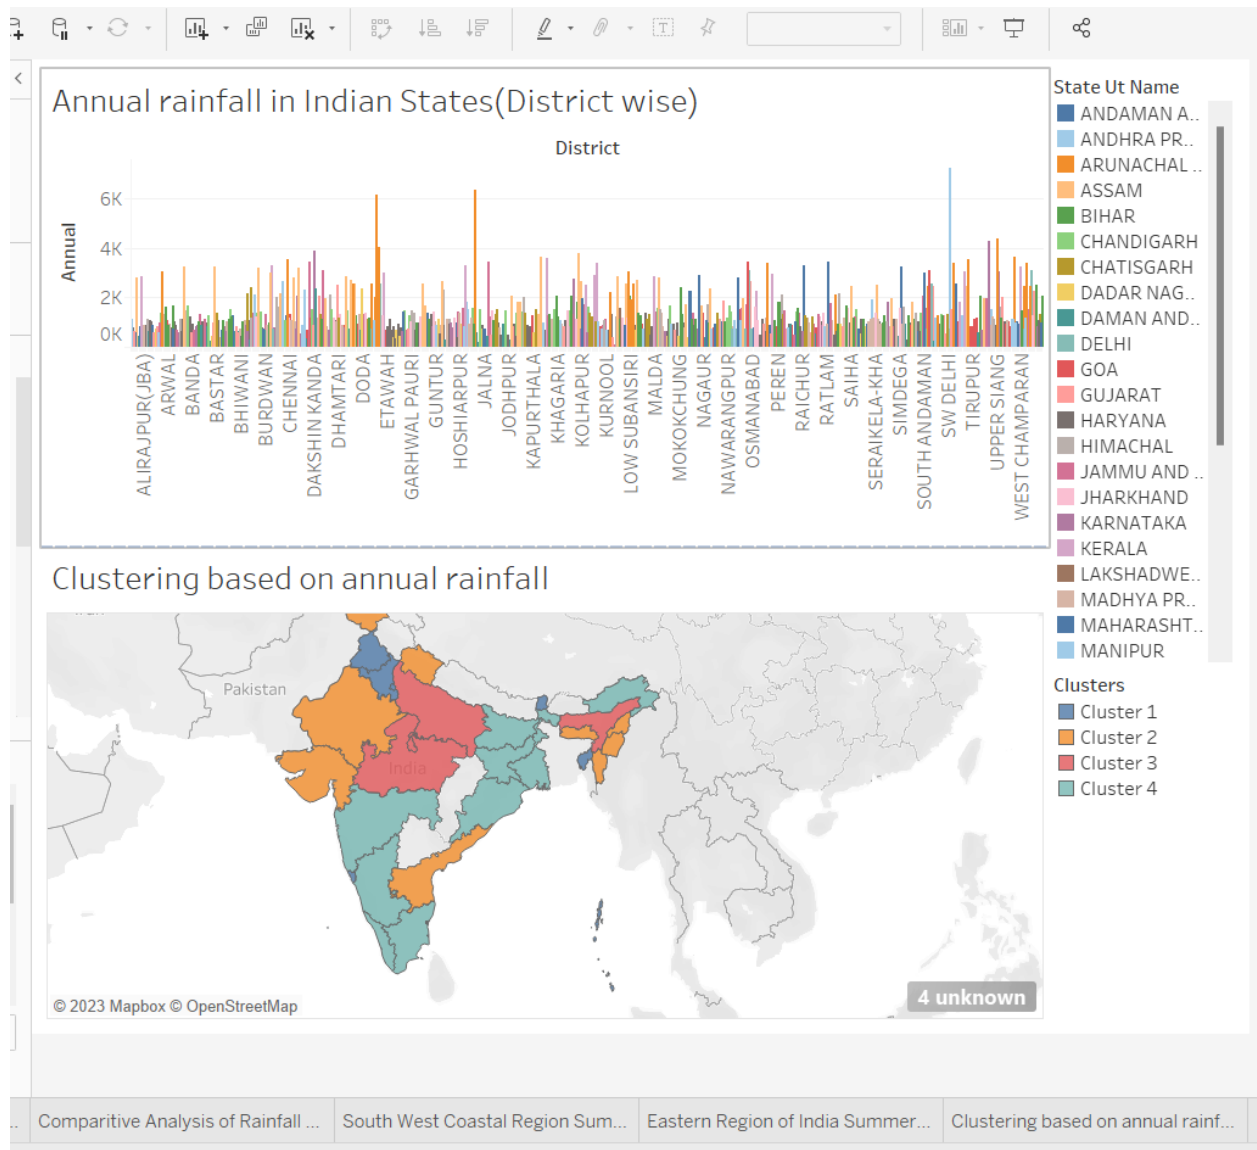 Annual rainfall in Indian States(District wise)
District
Annual
6K
4K
2K
0K
ALIRAJPUR(JBA)
ARWAL
BANDA
BASTAR
BHIWANI
BURDWAN
CHENNAI
DAKSHIN KANDA
DHAMTARI
DODA
ETAWAH
GARHWAL PAURI
GUNTUR
HOSHIARPUR
JALNA
JODHPUR
KAPURTHALA
KHAGARIA
KOLHAPUR
KURNOOL
LOW SUBANSIRI
MALDA
MOKOKCHUNG
NAGAUR
NAWARANGPUR
OSMANABAD
PEREN
RAICHUR
RATLAM
SAIHA
SERAIKELA-KHA
SIMDEGA
SOUTH ANDAMAN
SW DELHI
TIRUPUR
UPPER SIANG
WEST CHAMPARAN
State Ut Name
ANDAMAN A..
ANDHRA PR..
ARUNACHAL ..
ASSAM
BIHAR
CHANDIGARH
CHATISGARH
DADAR NAG..
DAMAN AND..
DELHI
GOA
GUJARAT
HARYANA
HIMACHAL
JAMMU AND ..
JHARKHAND
KARNATAKA
KERALA
LAKSHADWE..
MADHYA PR..
MAHARASHT..
MANIPUR
Clusters
Cluster 1
Cluster 2
Cluster 3
Cluster 4
Clustering based on annual rainfall
Pakistan
India
© 2023 Mapbox © OpenStreetMap
4 unknown
Comparitive Analysis of Rainfall ...
South West Coastal Region Sum...
Eastern Region of India Summer...
Clustering based on annual rainf...